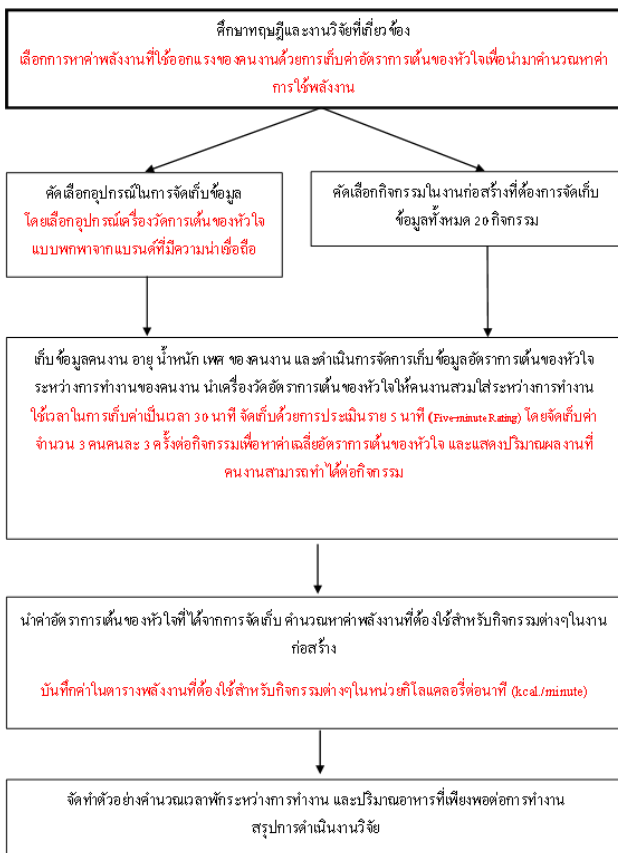 ศึกษาทฤษฎีและงานวิจัยที่เกี่ยวข้อง
เลือกการหาค่าพลังงานที่ใช้ออกแรงของคนงานด้วยการเก็บค่าอัตราการเต้นของหัวใจเพื่อนำมาคำนวณหาค่า
การใช้พลังงาน
คัดเลือกอุปกรณ์ในการจัดเก็บข้อมูล
โดยเลือกอุปกรณ์เครื่องวัดการเต้นของหัวใจ
แบบพกพาจากแบรนด์ที่มีความน่าเชื่อถือ
คัดเลือกกิจกรรมในงานก่อสร้างที่ต้องการจัดเก็บ
ข้อมูลทั้งหมด 20 กิจกรรม
เก็บข้อมูลคนงาน อายุ น้ำหนัก เพศ ของคนงาน และดำเนินการจัดการเก็บข้อมูลอัตราการเต้นของหัวใจ
ระหว่างการทำงานของคนงาน นำเครื่องวัดอัตราการเต้นของหัวใจให้คนงานสวมใส่ระหว่างการทำงาน
ใช้เวลาในการเก็บค่าเป็นเวลา 30 นาที จัดเก็บด้วยการประเมินราย 5 นาที (Five-minute Rating) โดยจัดเก็บค่า
จำนวน 3 คนคนละ 3 ครั้งต่อกิจกรรมเพื่อหาค่าเฉลี่ยอัตราการเต้นของหัวใจ และแสดงปริมาณผลงานที่
คนงานสามารถทำได้ต่อกิจกรรม
นำค่าอัตราการเต้นของหัวใจที่ได้จากการจัดเก็บ คำนวณหาค่าพลังงานที่ต้องใช้สำหรับกิจกรรมต่างๆในงาน
ก่อสร้าง
บันทึกค่าในตารางพลังงานที่ต้องใช้สำหรับกิจกรรมต่างๆในหน่วยกิโลแคลอรี่ต่อนาที (kcal./minute)
จัดทำตัวอย่างคำนวณเวลาพักระหว่างการทำงาน และปริมาณอาหารที่เพียงพอต่อการทำงาน
สรุปการดำเนินงานวิจัย